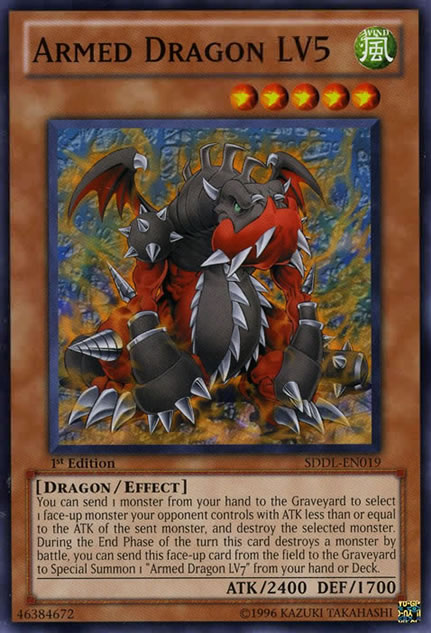 ARMED DRAGON LV5
WIND
風
1st Edition
SDDL-EN019
[DRAGON/EFFECT]
You can send 1 monster from your hand to the Graveyard to select
1 face-up monster your opponent controls with ATK less than or equal
to the ATK of the sent monster, and destroy the selected monster.
During the End Phase of the turn this card destroys a monster by
battle, you can send this face-up card from the field to the Graveyard
to Special Summon 1 "Armed Dragon LV7" from your hand or Deck.
ATK/2400 DEF/1700
46384672
©1996 KAZUKI TAKAHASHI